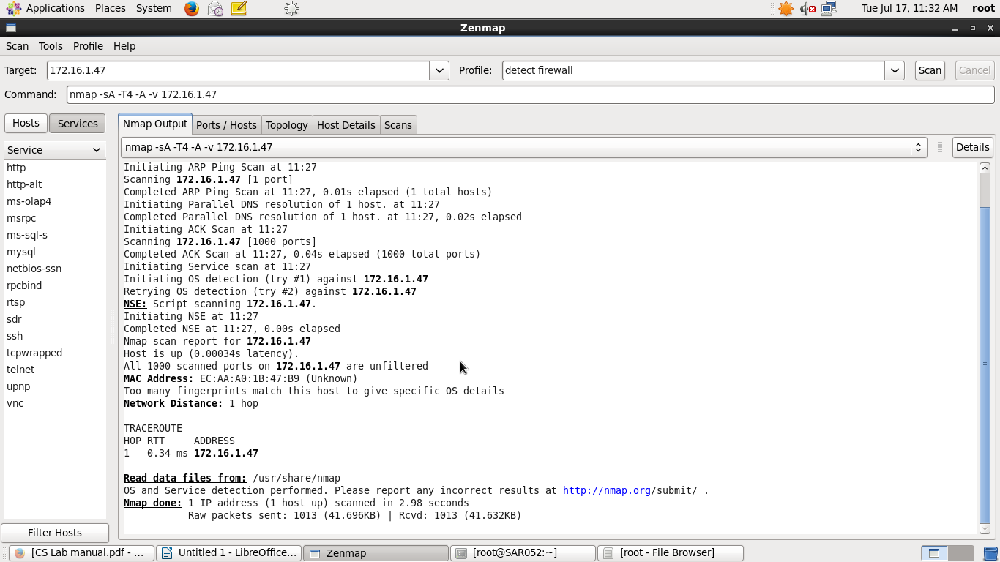 Applications Places System
Tue Jul 17, 11:32 AM root
Zenmap
Scan Tools Profile Help
Target: 172.16.1.47 Profile: detect firewall Scan Cancel
Command: nmap -sA -T4 -A -v 172.16.1.47
Hosts Services
Service
http
http-alt
ms-olap4
msrpc
ms-sql-s
mysql
netbios-ssn
rpcbind
rtsp
sdr
ssh
tcpwrapped
telnet
upnp
vnc
Filter Hosts
Nmap Output Ports / Hosts Topology Host Details Scans
nmap -sA -T4 -A -v 172.16.1.47 Details
Initiating ARP Ping Scan at 11:27
Scanning 172.16.1.47 [1 port]
Completed ARP Ping Scan at 11:27, 0.01s elapsed (1 total hosts)
Initiating Parallel DNS resolution of 1 host. at 11:27
Completed Parallel DNS resolution of 1 host. at 11:27, 0.02s elapsed
Initiating ACK Scan at 11:27
Scanning 172.16.1.47 [1000 ports]
Completed ACK Scan at 11:27, 0.04s elapsed (1000 total ports)
Initiating Service scan at 11:27
Initiating OS detection (try #1) against 172.16.1.47
Retrying OS detection (try #2) against 172.16.1.47
NSE: Script scanning 172.16.1.47.
Initiating NSE at 11:27
Completed NSE at 11:27, 0.00s elapsed
Nmap scan report for 172.16.1.47
Host is up (0.00034s latency).
All 1000 scanned ports on 172.16.1.47 are unfiltered
MAC Address: EC:AA:A0:1B:47:B9 (Unknown)
Too many fingerprints match this host to give specific OS details
Network Distance: 1 hop
TRACEROUTE
HOP RTT ADDRESS
1 0.34 ms 172.16.1.47
Read data files from: /usr/share/nmap
OS and Service detection performed. Please report any incorrect results at http://nmap.org/submit/ .
Nmap done: 1 IP address (1 host up) scanned in 2.98 seconds
Raw packets sent: 1013 (41.696KB) | Rcvd: 1013 (41.632KB)
[CS Lab manual.pdf - ... Untitled 1 - LibreOffice... Zenmap [root@SAR052:~] [root - File Browser]